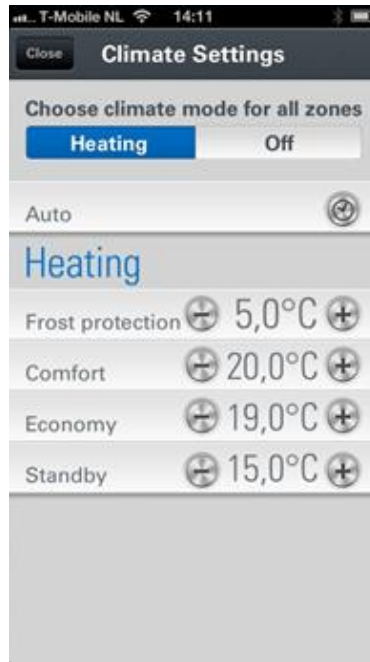 T-Mobile NL 14:11
Close Climate Settings
Choose climate mode for all zones
Heating Off
Auto
Heating
Frost protection 5,0°C
Comfort 20,0°C
Economy 19,0°C
Standby 15,0°C